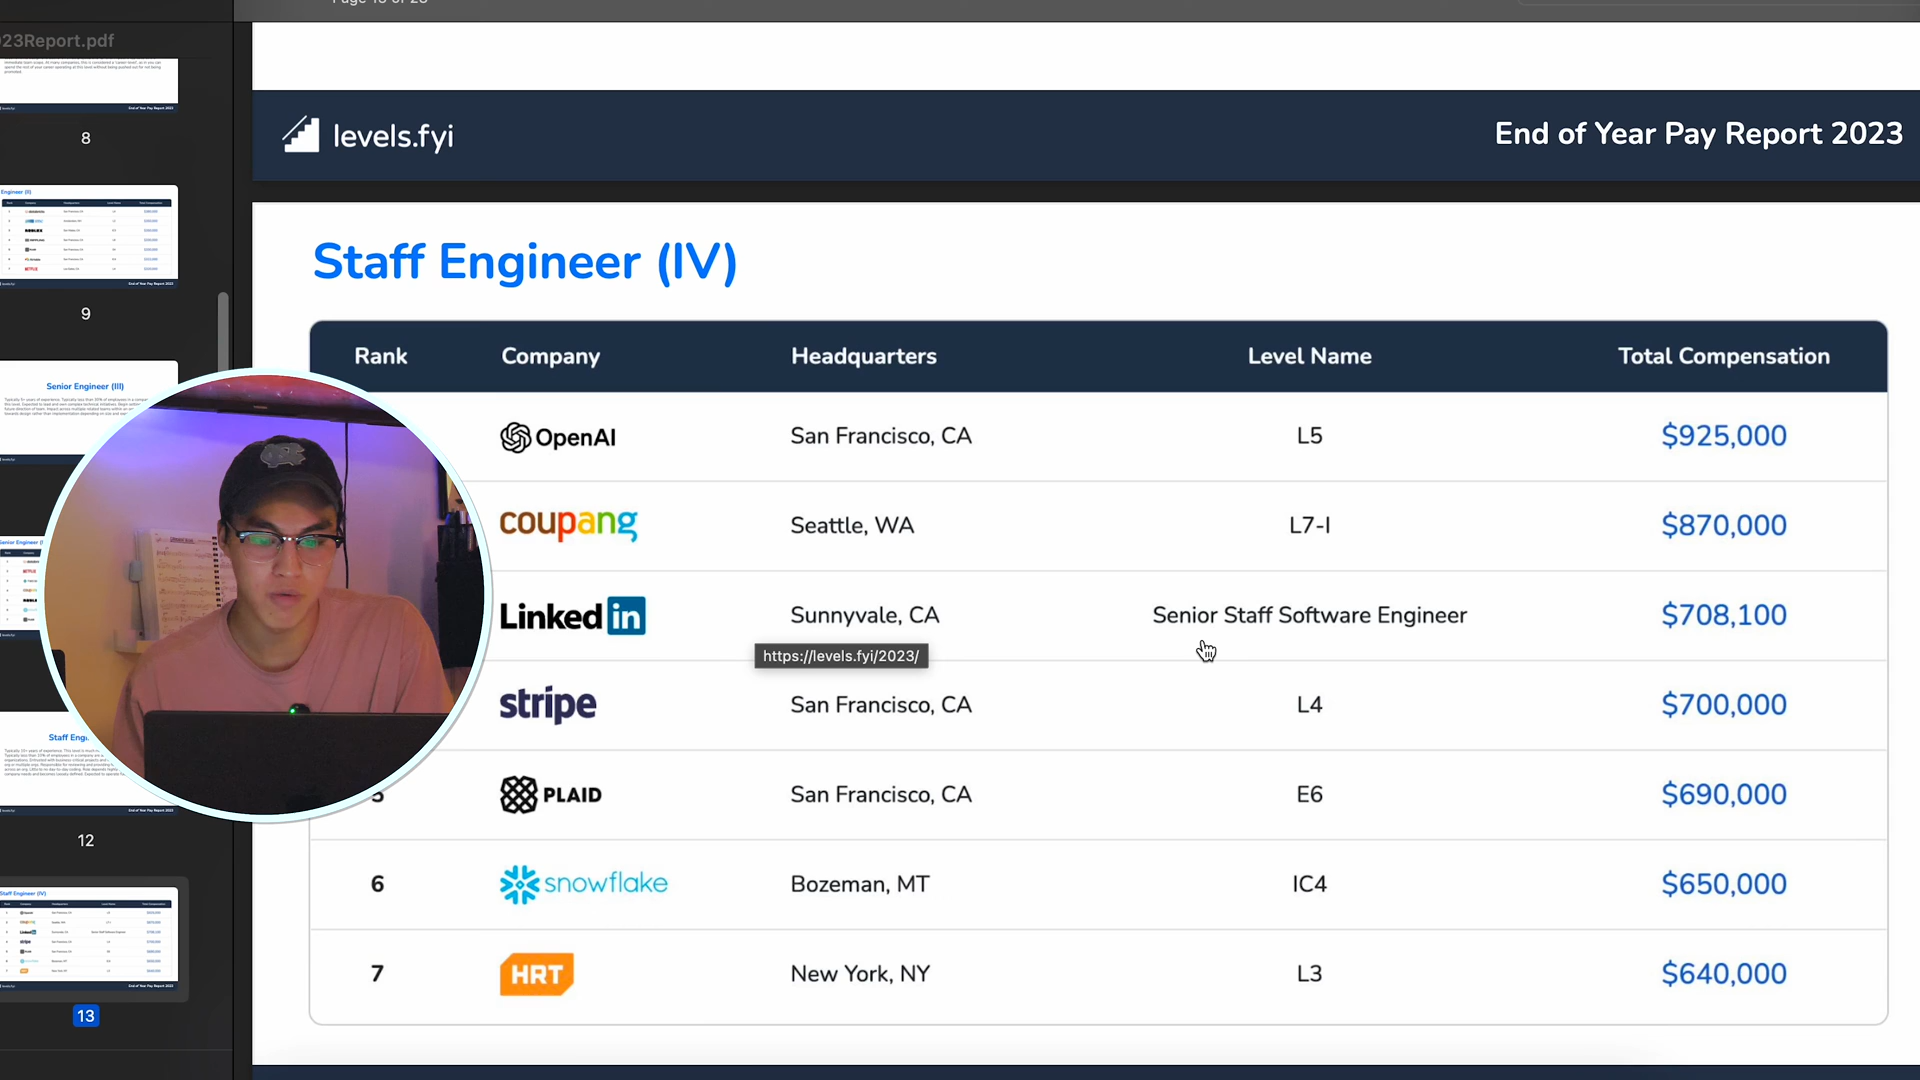 23Report.pdf
8
9
Senior Engineer (III)
12
13
levels.fyi
End of Year Pay Report 2023
Staff Engineer (IV)
Rank Company Headquarters Level Name Total Compensation
OpenAI San Francisco, CA L5 $925,000
coupang Seattle, WA L7-I $870,000
Linkedin Sunnyvale, CA Senior Staff Software Engineer $708,100
https://levels.fyi/2023/
stripe San Francisco, CA L4 $700,000
5 PLAID San Francisco, CA E6 $690,000
6 snowflake Bozeman, MT IC4 $650,000
7 HRT New York, NY L3 $640,000